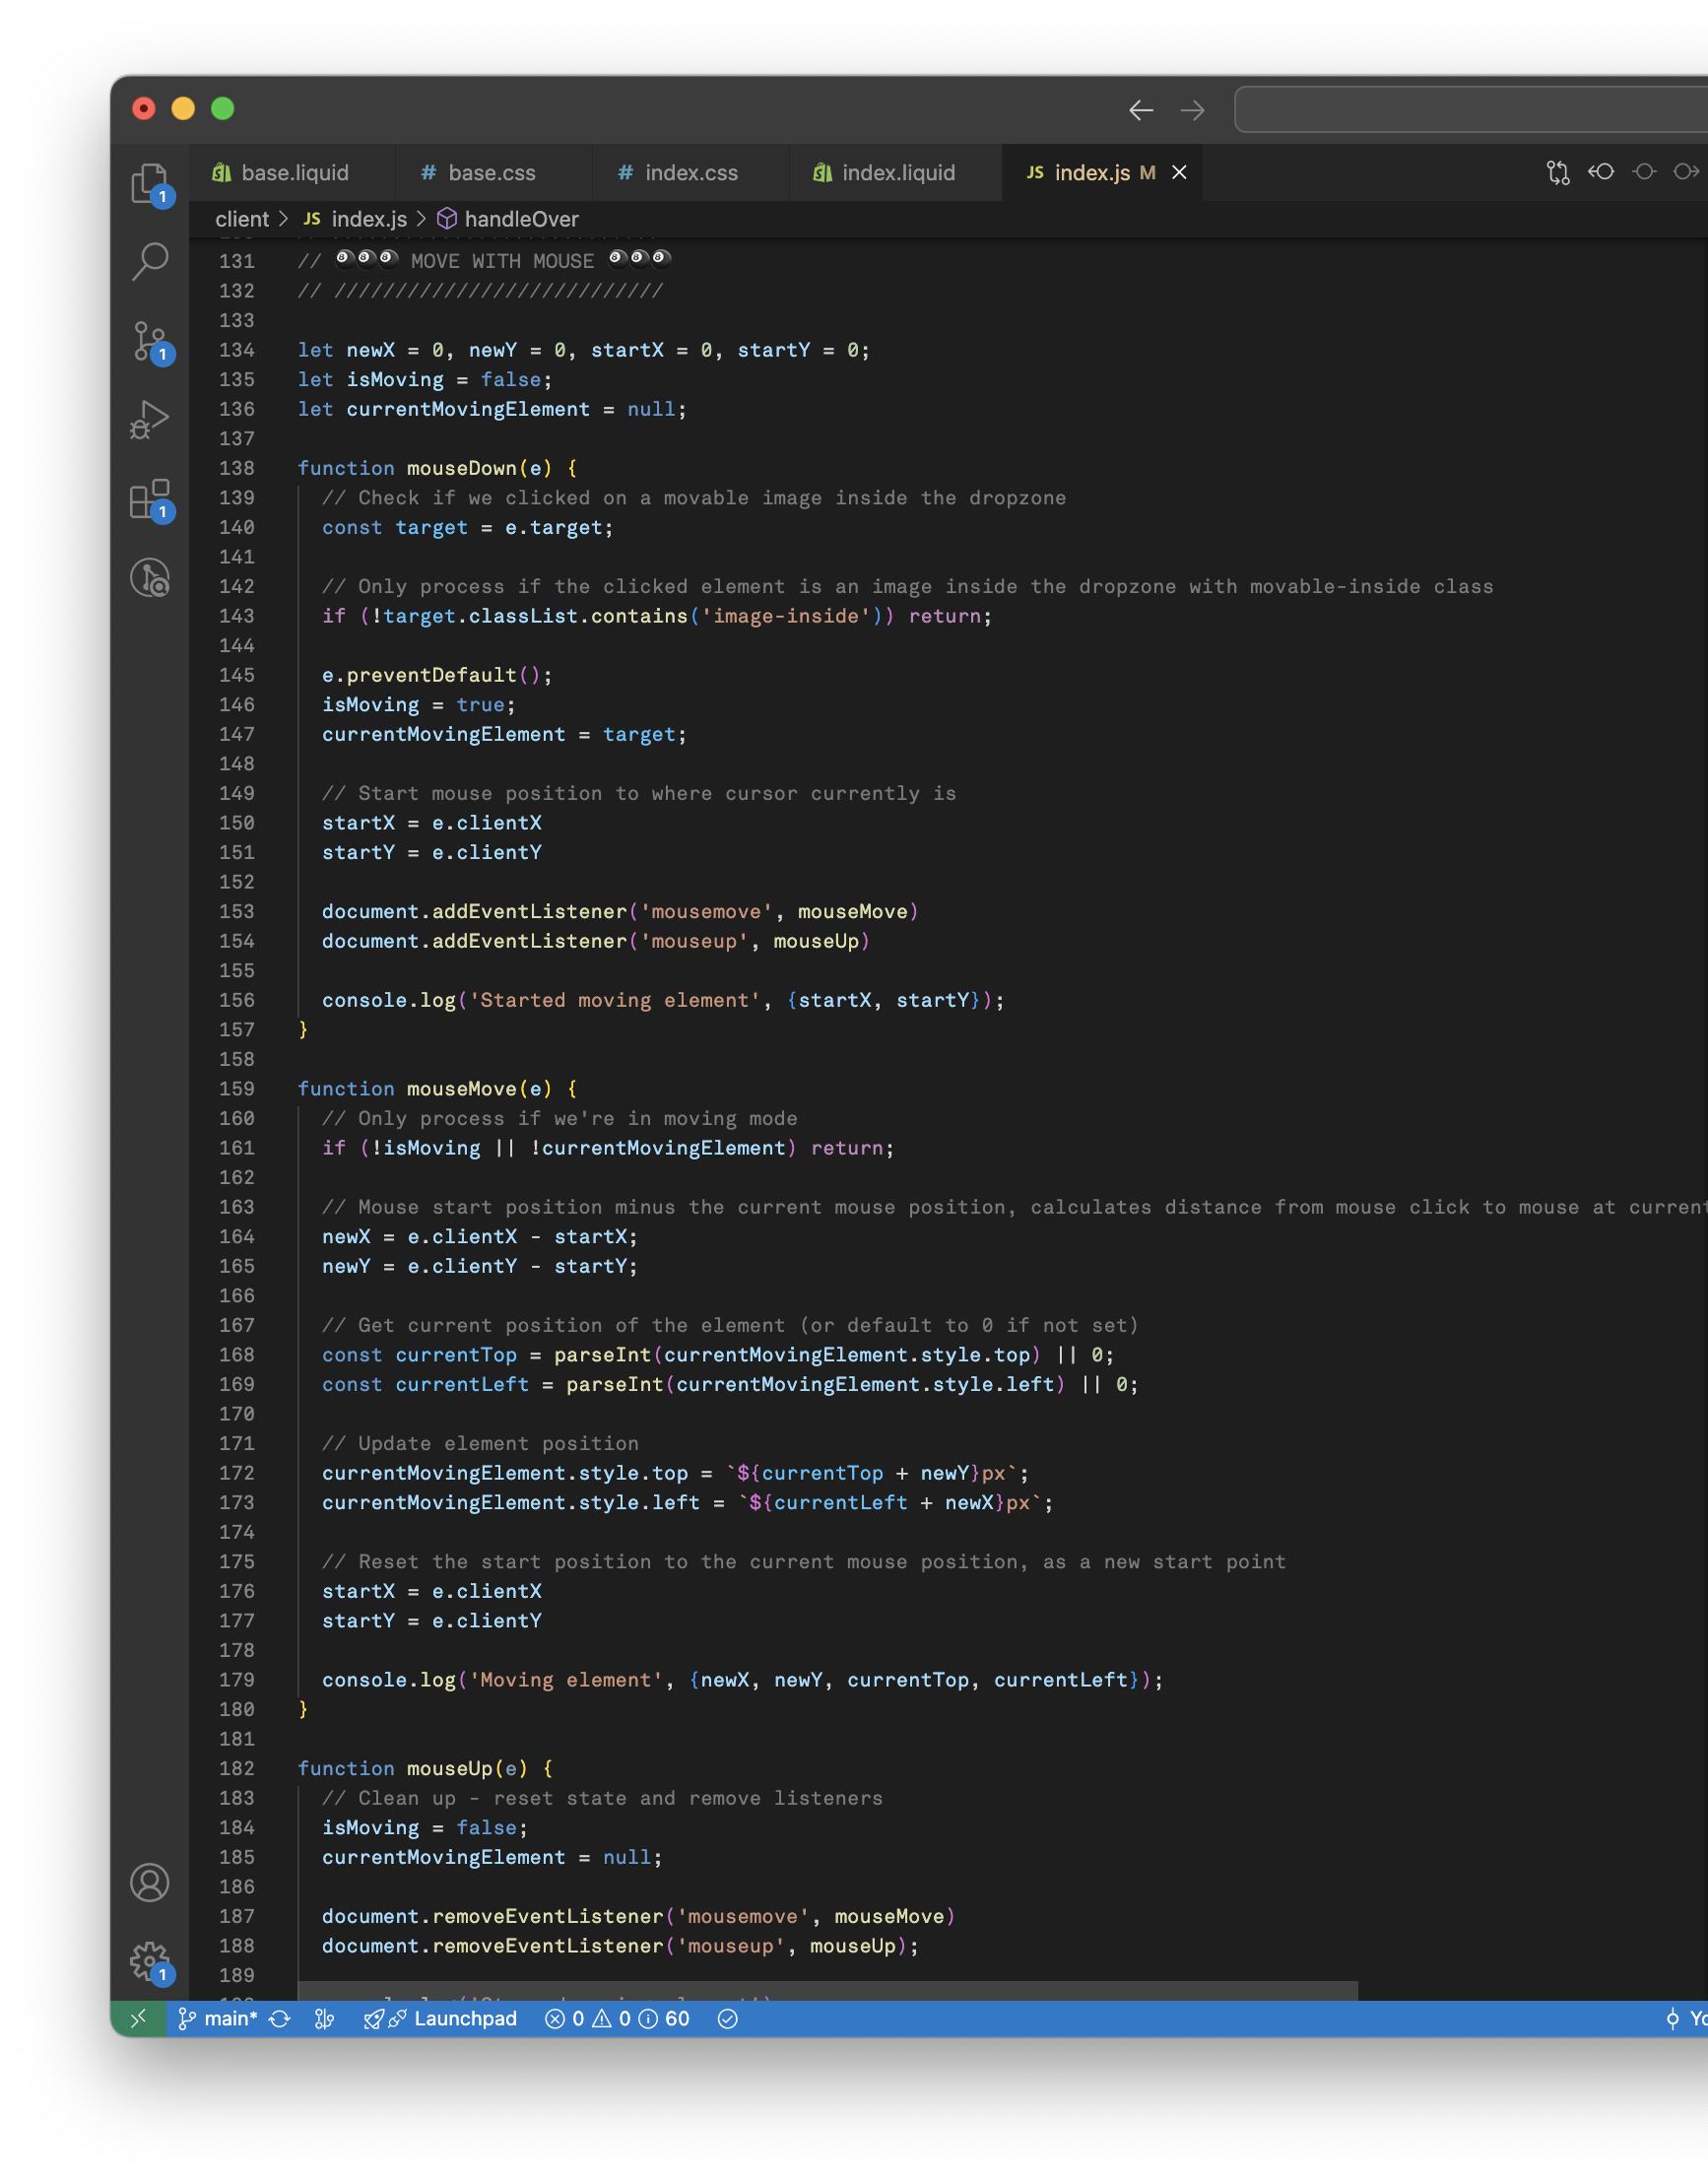 base.liquid
# base.css
# index.css
index.liquid
JS index.js M
client > JS index.js > handleOver
1
1
1
1
131 // 🎱🎱🎱 MOVE WITH MOUSE 🎱🎱🎱
132 // ///////////////////////////
133
134 let newX = 0, newY = 0, startX = 0, startY = 0;
135 let isMoving = false;
136 let currentMovingElement = null;
137
138 function mouseDown(e) {
139 // Check if we clicked on a movable image inside the dropzone
140 const target = e.target;
141
142 // Only process if the clicked element is an image inside the dropzone with movable-inside class
143 if (!target.classList.contains('image-inside')) return;
144
145 e.preventDefault();
146 isMoving = true;
147 currentMovingElement = target;
148
149 // Start mouse position to where cursor currently is
150 startX = e.clientX
151 startY = e.clientY
152
153 document.addEventListener('mousemove', mouseMove)
154 document.addEventListener('mouseup', mouseUp)
155
156 console.log('Started moving element', {startX, startY});
157 }
158
159 function mouseMove(e) {
160 // Only process if we're in moving mode
161 if (!isMoving || !currentMovingElement) return;
162
163 // Mouse start position minus the current mouse position, calculates distance from mouse click to mouse at current
164 newX = e.clientX - startX;
165 newY = e.clientY - startY;
166
167 // Get current position of the element (or default to 0 if not set)
168 const currentTop = parseInt(currentMovingElement.style.top) || 0;
169 const currentLeft = parseInt(currentMovingElement.style.left) || 0;
170
171 // Update element position
172 currentMovingElement.style.top = `${currentTop + newY}px`;
173 currentMovingElement.style.left = `${currentLeft + newX}px`;
174
175 // Reset the start position to the current mouse position, as a new start point
176 startX = e.clientX
177 startY = e.clientY
178
179 console.log('Moving element', {newX, newY, currentTop, currentLeft});
180 }
181
182 function mouseUp(e) {
183 // Clean up - reset state and remove listeners
184 isMoving = false;
185 currentMovingElement = null;
186
187 document.removeEventListener('mousemove', mouseMove)
188 document.removeEventListener('mouseup', mouseUp);
189
main* Launchpad 0 0 60